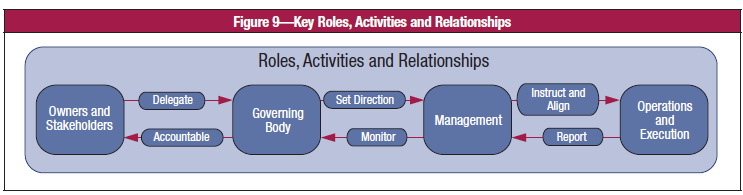 Figure 9—Key Roles, Activities and Relationships
Roles, Activities and Relationships
Owners and
Stakeholders
Delegate
Accountable
Governing
Body
Set Direction
Monitor
Management
Instruct and
Align
Report
Operations
and
Execution